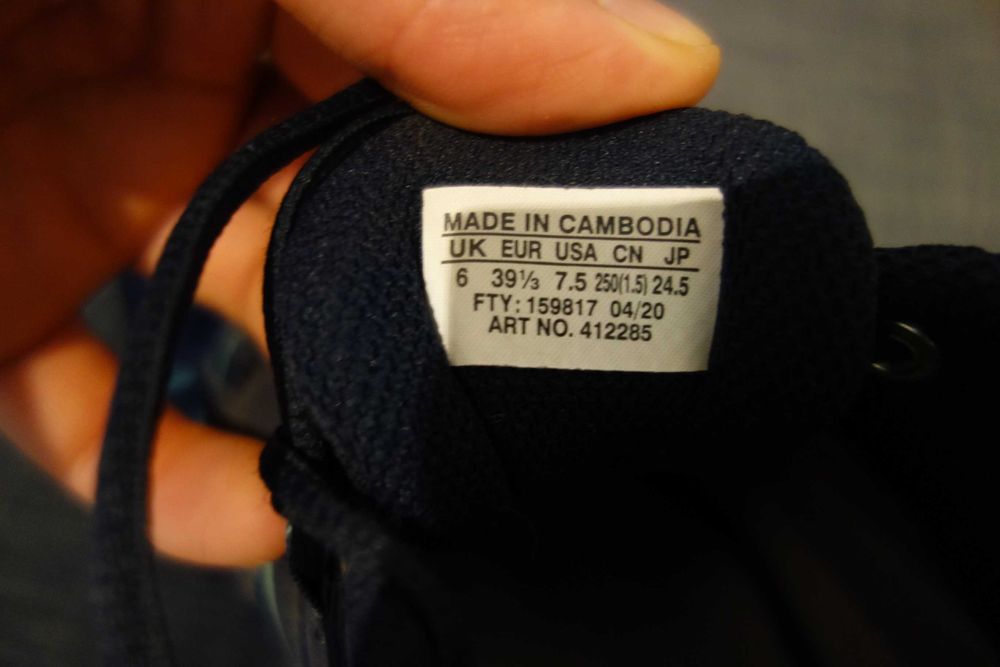 MADE IN CAMBODIA
UK EUR USA CN JP
6 39⅓ 7.5 250(1.5) 24.5
FTY: 159817 04/20
ART NO. 412285